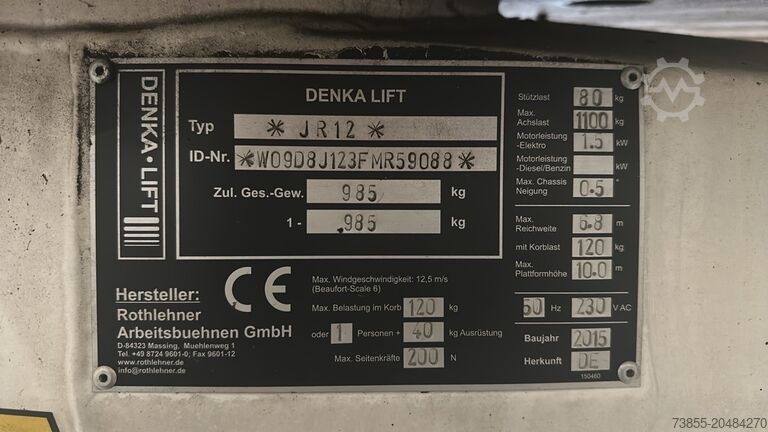 DENKA·LIFT
DENKA LIFT
Typ * JR12 *
ID-Nr. *W09D8J123FMR59088*
Zul. Ges.-Gew. 985 kg
1 - .985 kg
Hersteller:
Rothlehner
Arbeitsbuehnen GmbH
D-84323 Massing, Muehlenweg 1
Tel. +49 8724 9601-0; Fax 9601-12
www.rothlehner.de
info@rothlehner.de
CE
Max. Windgeschwindigkeit: 12,5 m/s
(Beaufort-Scale 6)
Max. Belastung im Korb 120 kg
oder 1 Personen + 40 kg Ausrüstung
Max. Seitenkräfte 200 N
Stützlast 80 kg
Max. Achslast 1100 kg
Motorleistung -Elektro 1.5 kW
Motorleistung -Diesel/Benzin kW
Max. Chassis Neigung 0.5 °
Max. Reichweite 6.8 m
mit Korblast 120 kg
Max. Plattformhöhe 10.0 m
50 Hz 230 V AC
Baujahr 2015
Herkunft DE
150460
73855-20484270